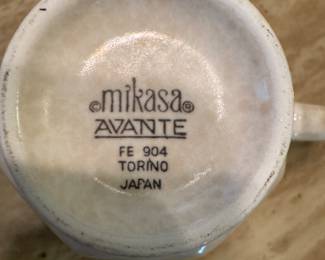 © mikasa ®
AVANTE
FE 904
TORINO
JAPAN